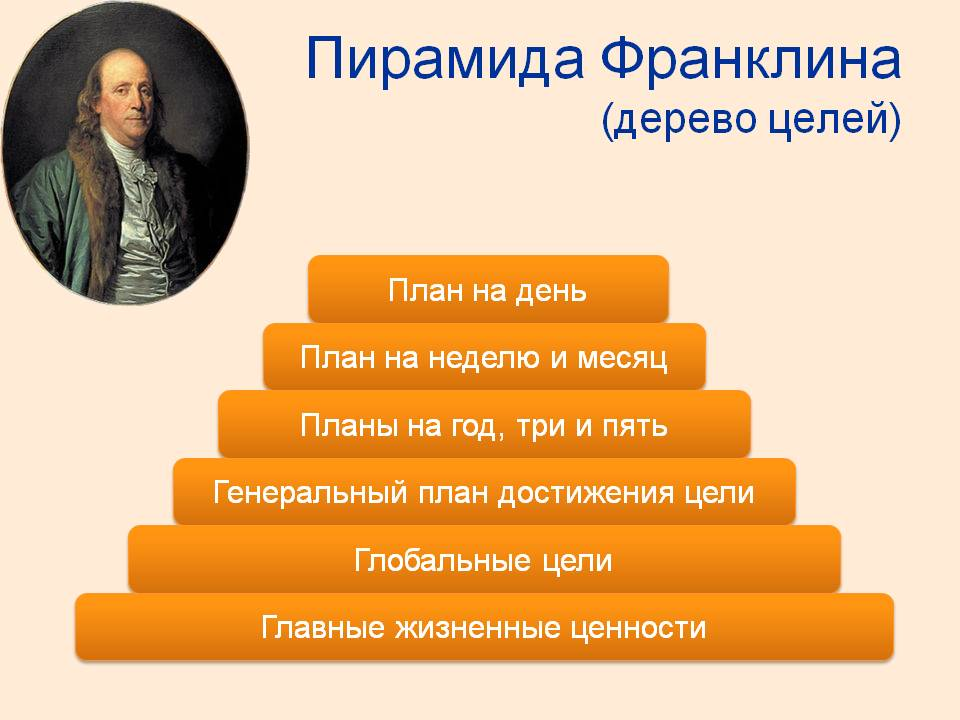 Пирамида Франклина
(дерево целей)
План на день
План на неделю и месяц
Планы на год, три и пять
Генеральный план достижения цели
Глобальные цели
Главные жизненные ценности